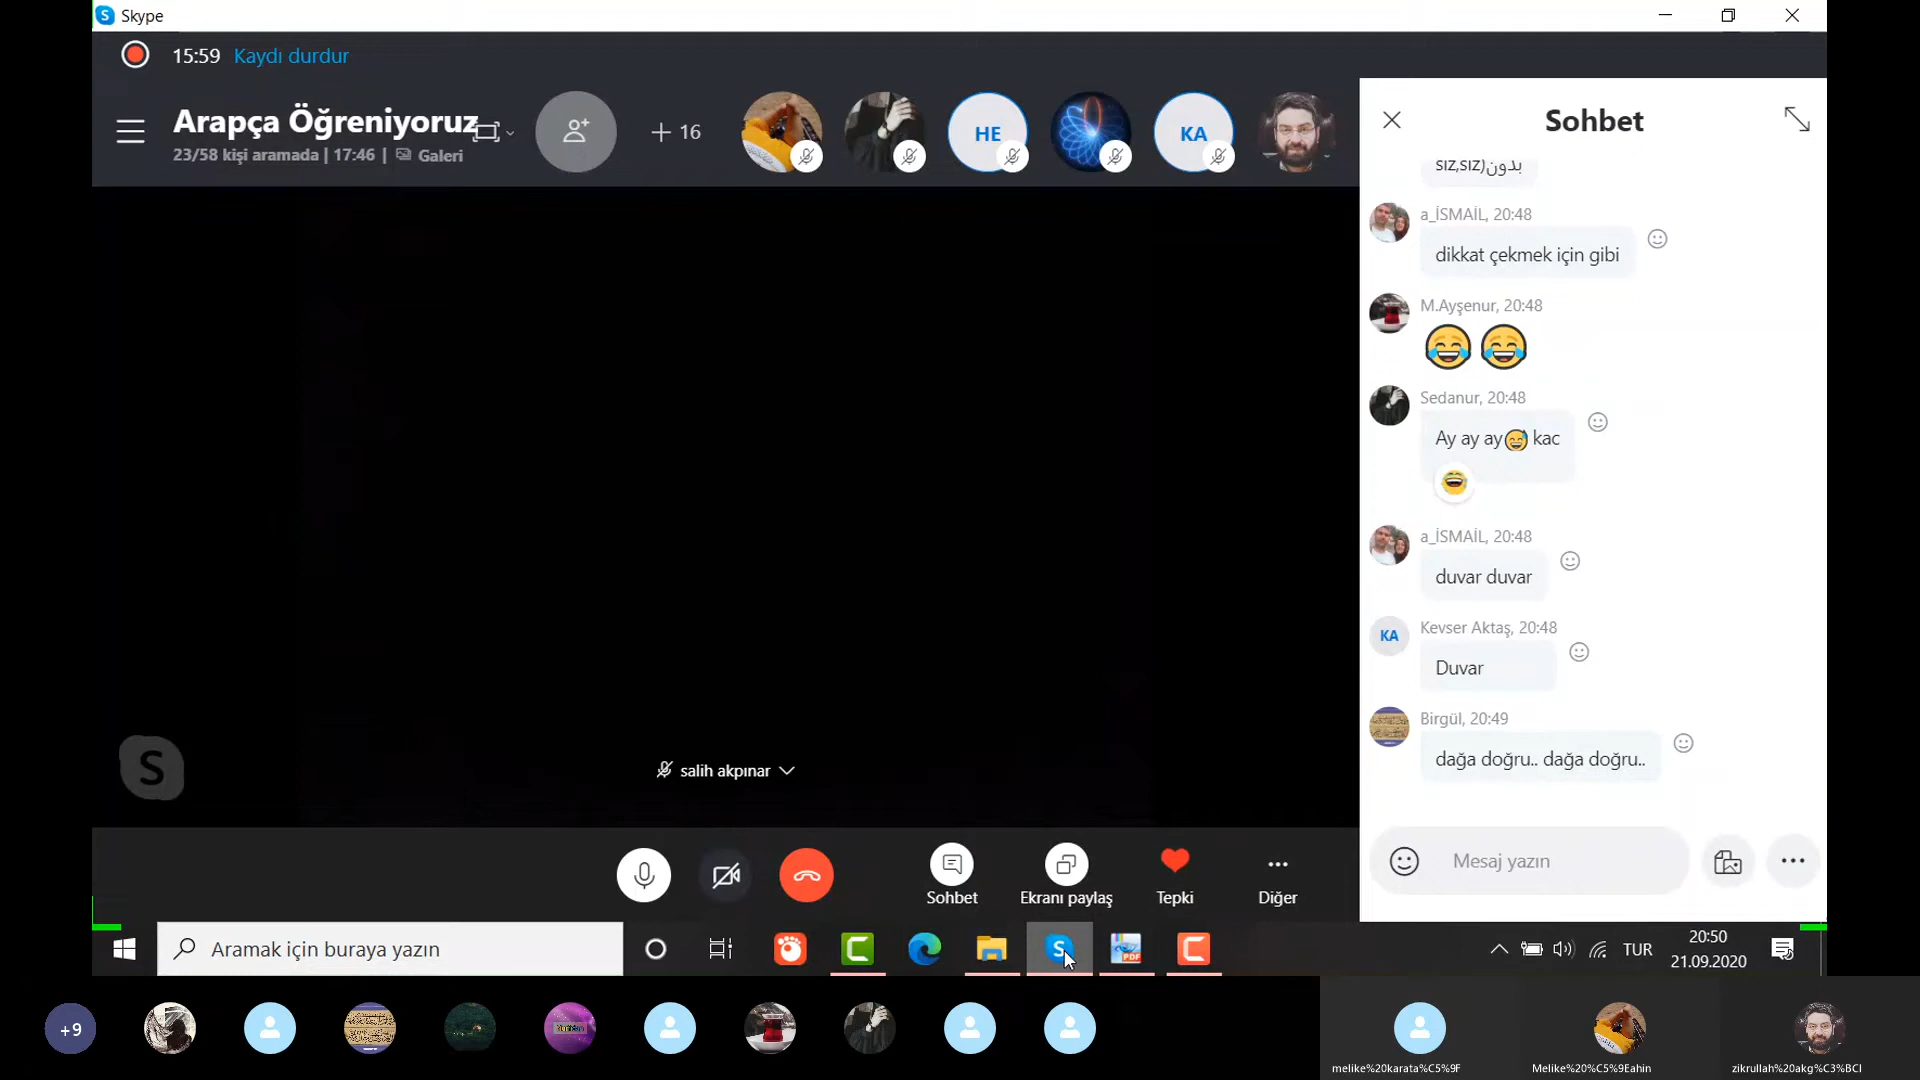 Skype
15:59 Kaydı durdur
Arapça Öğreniyoruz
23/58 kişi aramada | 17:46 | Galeri
+ 16
HE
KA
Sohbet
بدون(sız,siz
a_İSMAİL, 20:48
dikkat çekmek için gibi
M.Ayşenur, 20:48
Sedanur, 20:48
Ay ay ay😅 kac
a_İSMAİL, 20:48
duvar duvar
KA
Kevser Aktaş, 20:48
Duvar
Birgül, 20:49
dağa doğru.. dağa doğru..
Mesaj yazın
S
salih akpınar
Sohbet
Ekranı paylaş
Tepki
Diğer
Aramak için buraya yazın
PDF
TUR
20:50
21.09.2020
+9
melike%20karata%C5%9F
Melike%20%C5%9Eahin
zikrullah%20akg%C3%BCl